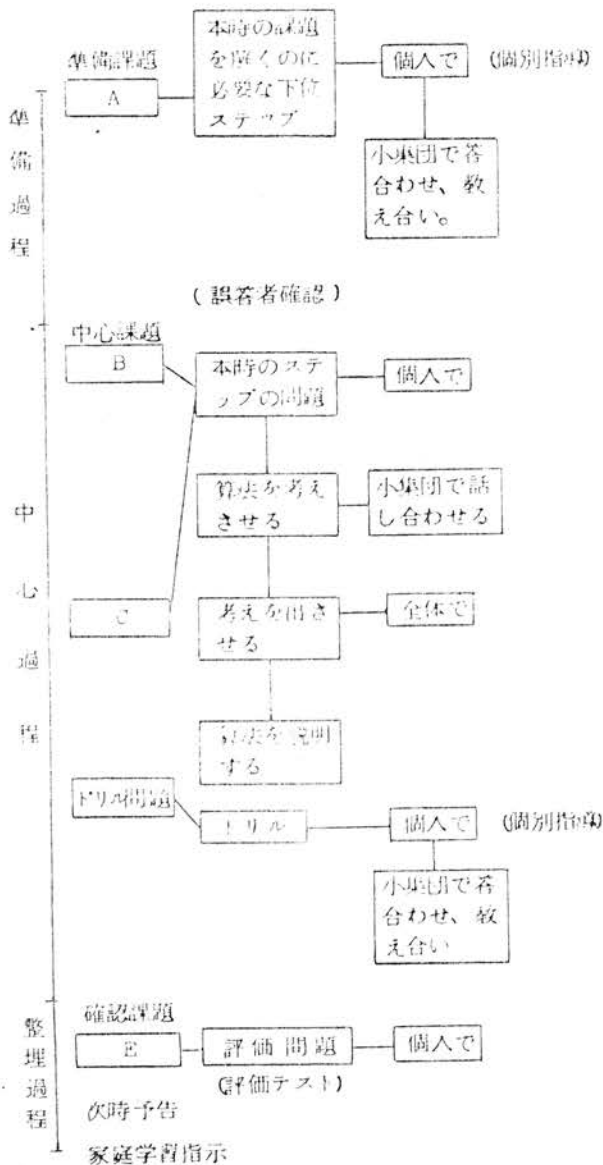 準備過程
準備課題
A
本時の課題
を解くのに
必要な下位
ステップ
個人で
(個別指導)
小集団で答
合わせ、教
え合い。
(誤答者確認)
中心過程
中心課題
B
本時のステ
ップの問題
個人で
算法を考え
させる
小集団で話
し合わせる
C
考えを出さ
せる
全体で
算法を説明
する
ドリル問題
ドリル
個人で
(個別指導)
小集団で答
合わせ、教
え合い
整理過程
確認課題
E
評価問題
個人で
(評価テスト)
次時予告
家庭学習指示